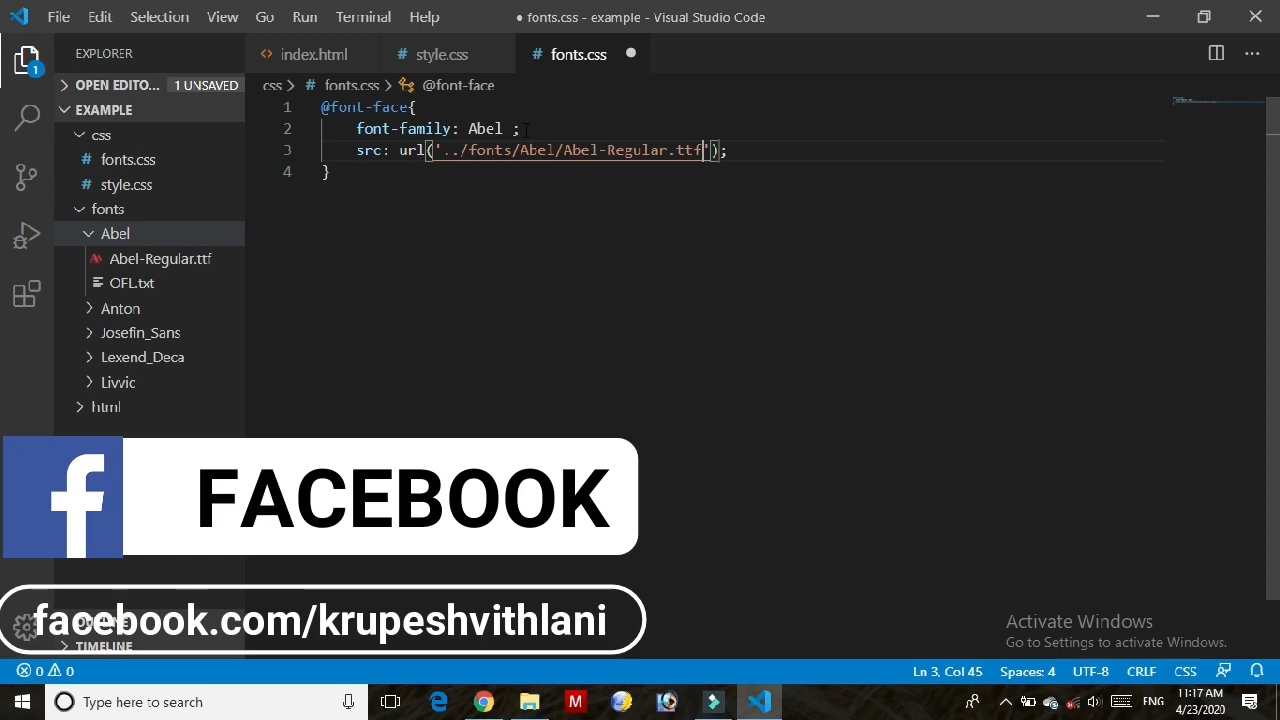 File Edit Selection View Go Run Terminal Help
● fonts.css - example - Visual Studio Code
EXPLORER
index.html
# style.css
# fonts.css
1
OPEN EDITO... 1 UNSAVED
css > # fonts.css > @font-face
EXAMPLE
css
# fonts.css
# style.css
fonts
Abel
Abel-Regular.ttf
OFL.txt
Anton
Josefin_Sans
Lexend_Deca
Livvic
html
TIMELINE
1 @font-face{
2 font-family: Abel ;
3 src: url('../fonts/Abel/Abel-Regular.ttf');
4 }
f FACEBOOK
facebook.com/krupeshvithlani
Activate Windows
Go to Settings to activate Windows.
0 0
Ln 3, Col 45 Spaces: 4 UTF-8 CRLF CSS
Type here to search
M
ENG
11:17 AM
4/23/2020